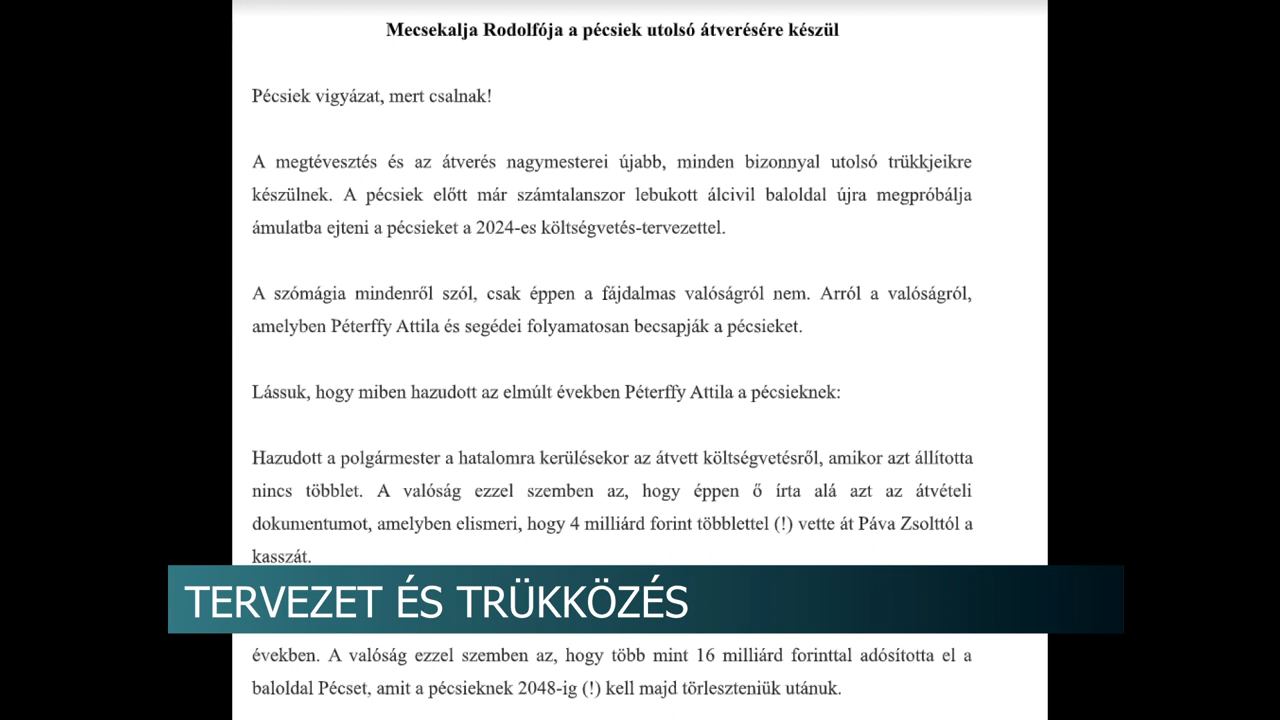 Mecsekalja Rodolfója a pécsiek utolsó átverésére készül
Pécsiek vigyázat, mert csalnak!
A megtévesztés és az átverés nagymesterei újabb, minden bizonnyal utolsó trükkjeikre
készülnek. A pécsiek előtt már számtalanszor lebukott álcivil baloldal újra megpróbálja
ámulatba ejteni a pécsieket a 2024-es költségvetés-tervezettel.
A szómágia mindenről szól, csak éppen a fájdalmas valóságról nem. Arról a valóságról,
amelyben Péterffy Attila és segédei folyamatosan becsapják a pécsieket.
Lássuk, hogy miben hazudott az elmúlt években Péterffy Attila a pécsieknek:
Hazudott a polgármester a hatalomra kerülésekor az átvett költségvetésről, amikor azt állította
nincs többlet. A valóság ezzel szemben az, hogy éppen ő írta alá azt az átvételi
dokumentumot, amelyben elismeri, hogy 4 milliárd forint többlettel (!) vette át Páva Zsolttól a
kasszát.
TERVEZET ÉS TRÜKKÖZÉS
években. A valóság ezzel szemben az, hogy több mint 16 milliárd forinttal adósította el a
baloldal Pécset, amit a pécsieknek 2048-ig (!) kell majd törleszteniük utánuk.